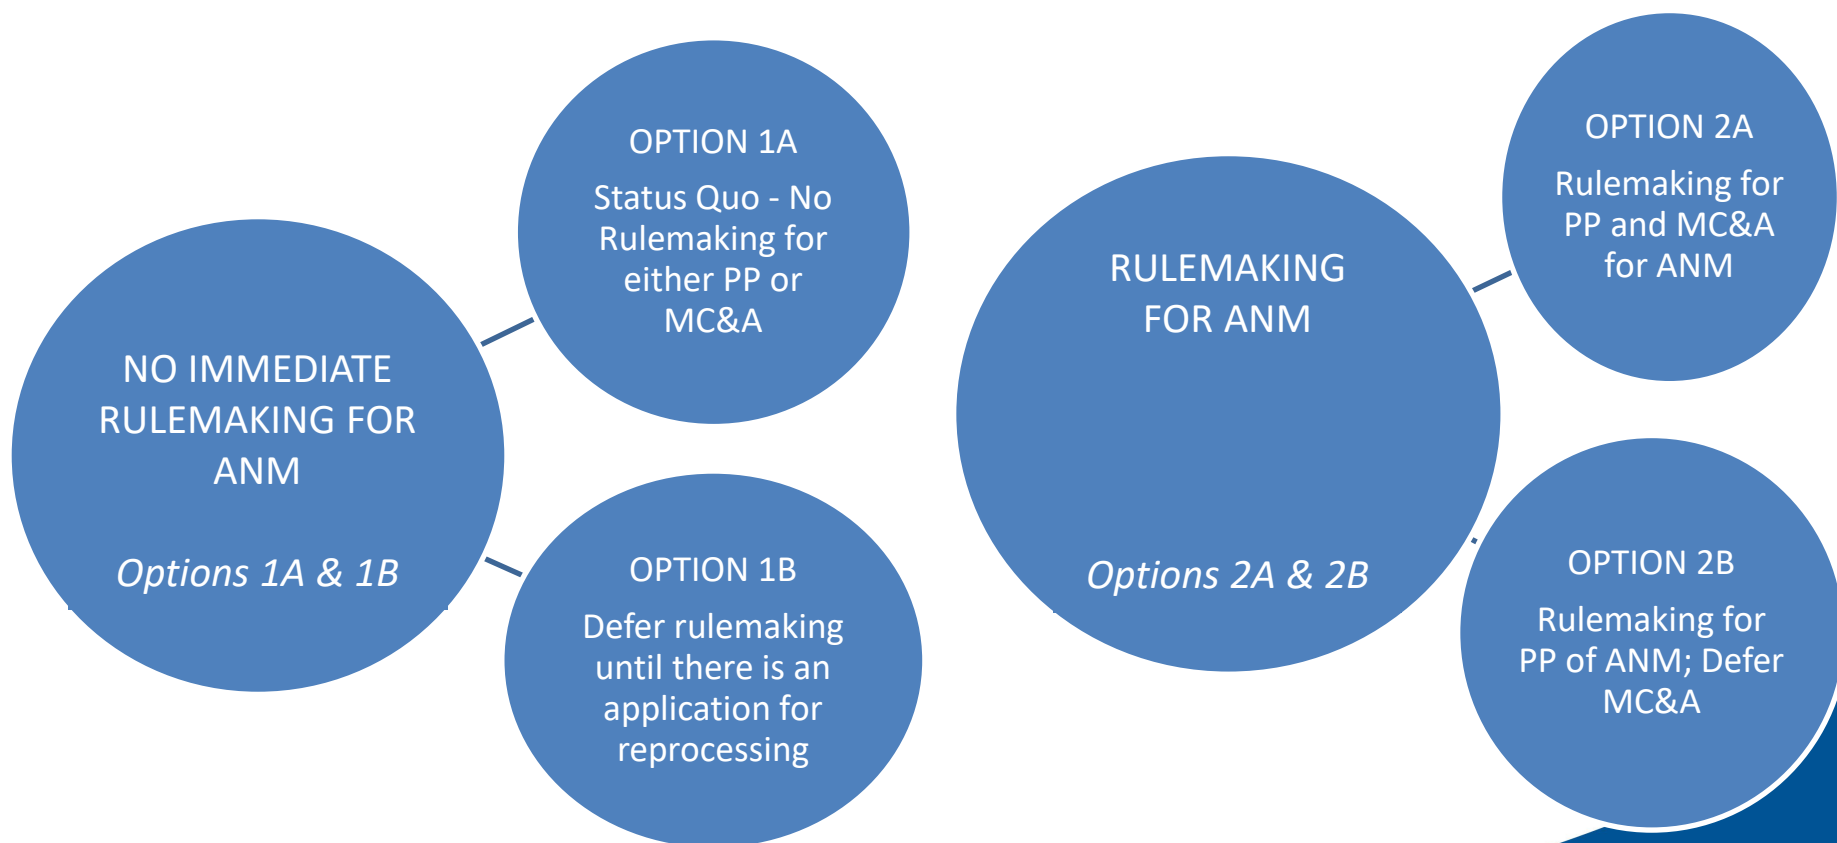 NO IMMEDIATE
RULEMAKING FOR
ANM
Options 1A & 1B
OPTION 1A
Status Quo - No
Rulemaking for
either PP or
MC&A
OPTION 1B
Defer rulemaking
until there is an
application for
reprocessing
RULEMAKING
FOR ANM
Options 2A & 2B
OPTION 2A
Rulemaking for
PP and MC&A
for ANM
OPTION 2B
Rulemaking for
PP of ANM; Defer
MC&A